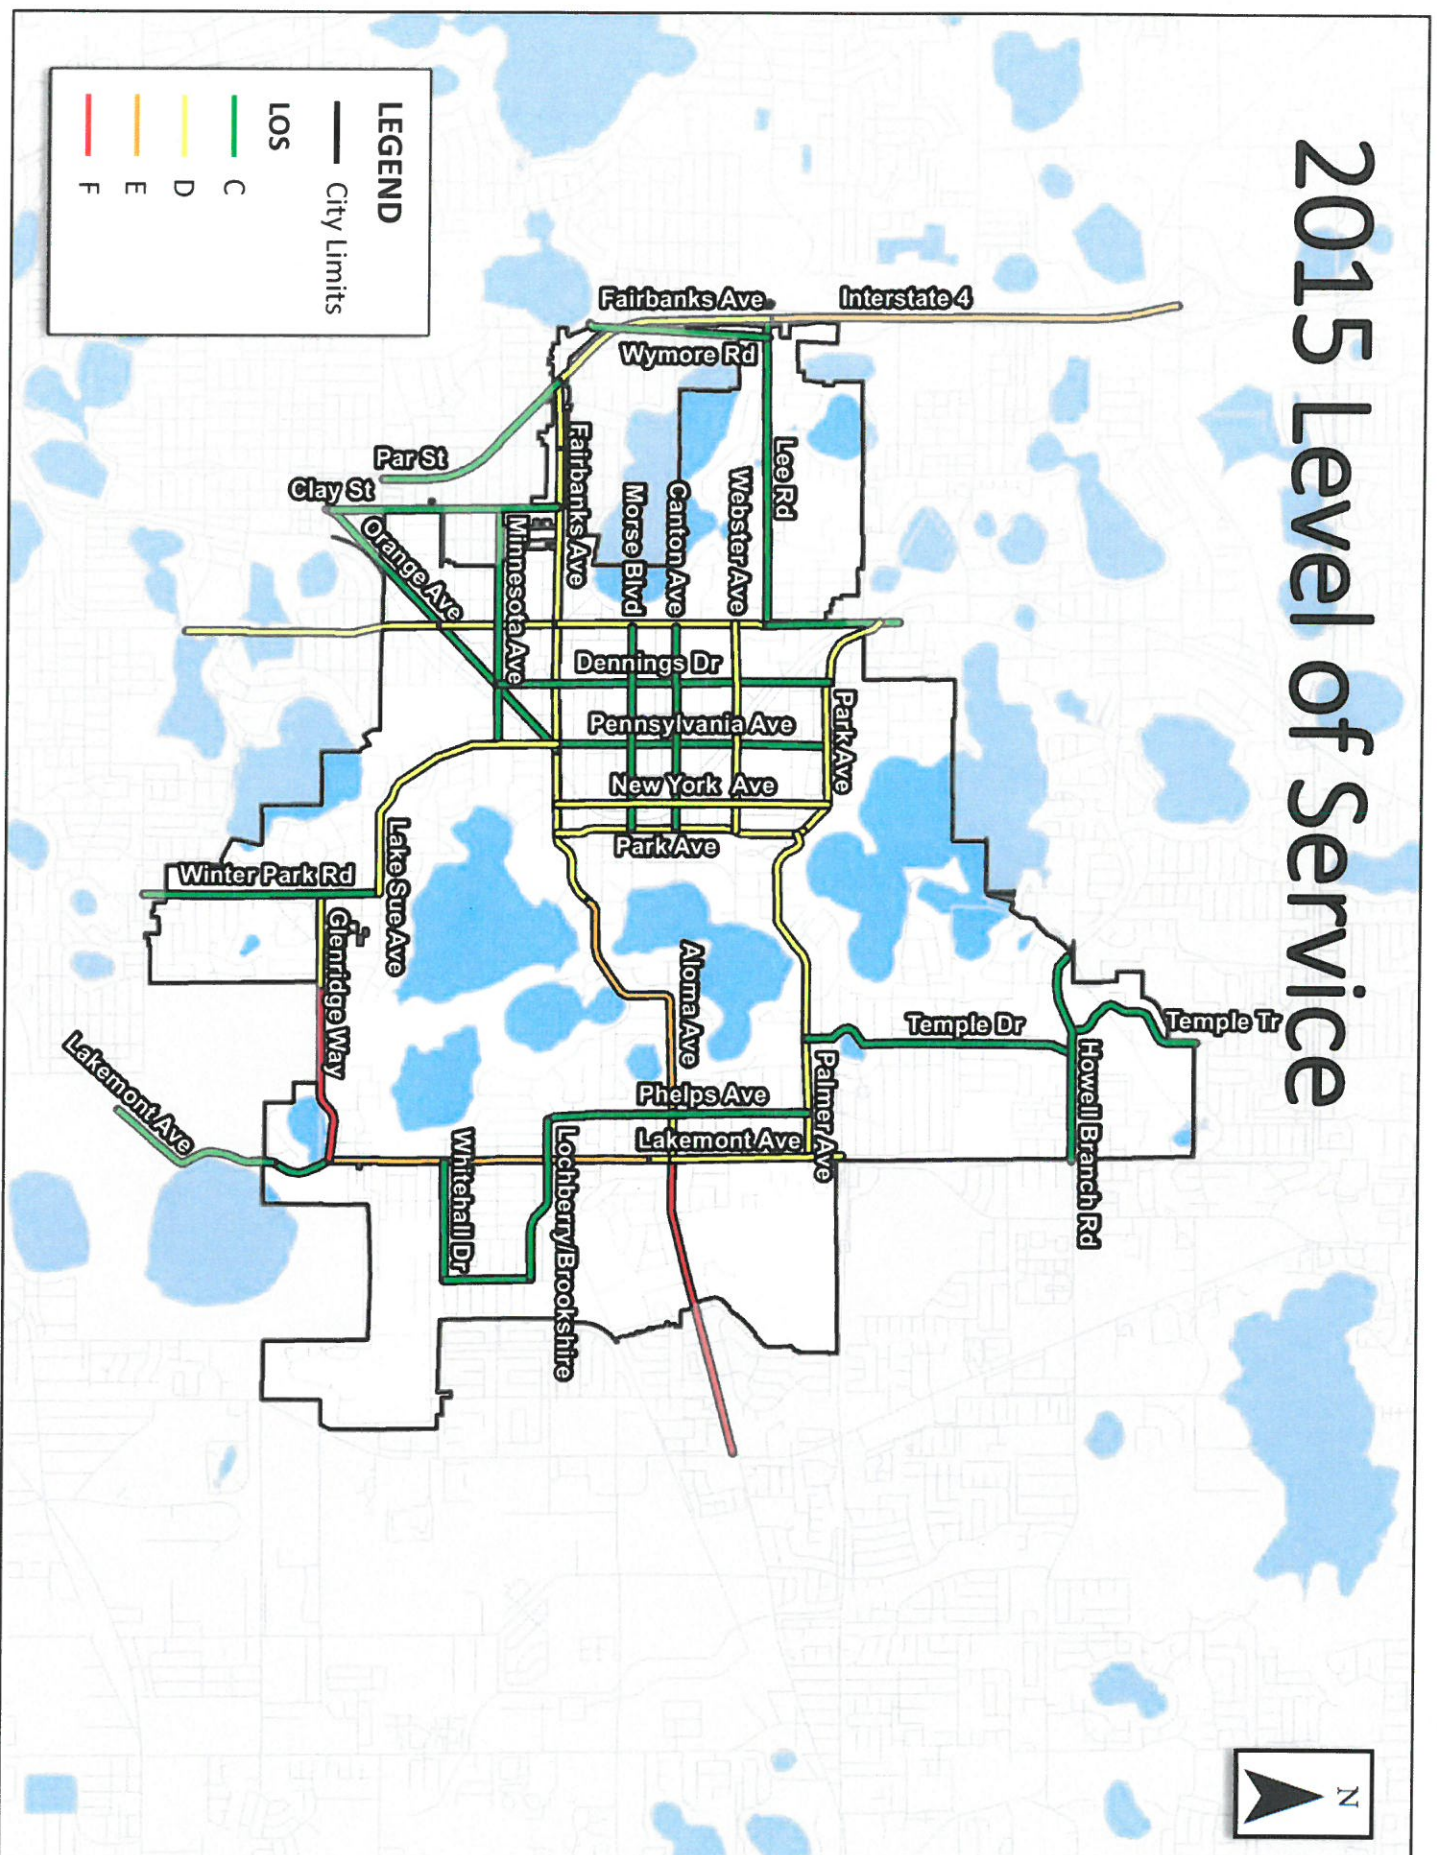 2015 Level of Service
N
Interstate 4
Fairbanks Ave
Wymore Rd
Lee Rd
Webster Ave
Canton Ave
Morse Blvd
Fairbanks Ave
Par St
Clay St
Orange Ave
Minnesota Ave
Dennings Dr
Pennsylvania Ave
Park Ave
New York Ave
Park Ave
Lake Sue Ave
Winter Park Rd
Glenridge Way
Aloma Ave
Temple Dr
Temple Tr
Howell Branch Rd
Palmer Ave
Phelps Ave
Lakemont Ave
Lakemont Ave
Whitehall Dr
Lochberry/Brookshire
LEGEND
City Limits
LOS
C
D
E
F